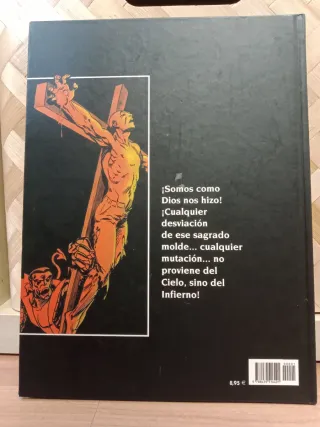 ¡Somos como
Dios nos hizo!
¡Cualquier
desviación
de ese sagrado
molde... cualquier
mutación... no
proviene del
Cielo, sino del
Infierno!
8,95 €